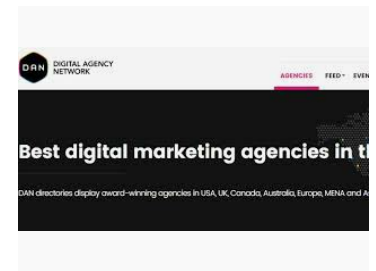 DAN
DIGITAL AGENCY
NETWORK
AGENCIES FEED EVEN
Best digital marketing agencies in t
DAN directories display award-winning agencies in USA, UK, Canada, Australia, Europe, MENA and A